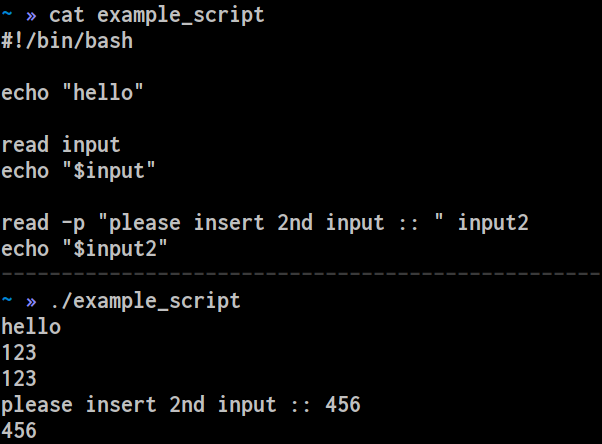 ~ » cat example_script
#!/bin/bash
echo "hello"
read input
echo "$input"
read -p "please insert 2nd input :: " input2
echo "$input2"
--------------------------------------------------
~ » ./example_script
hello
123
123
please insert 2nd input :: 456
456